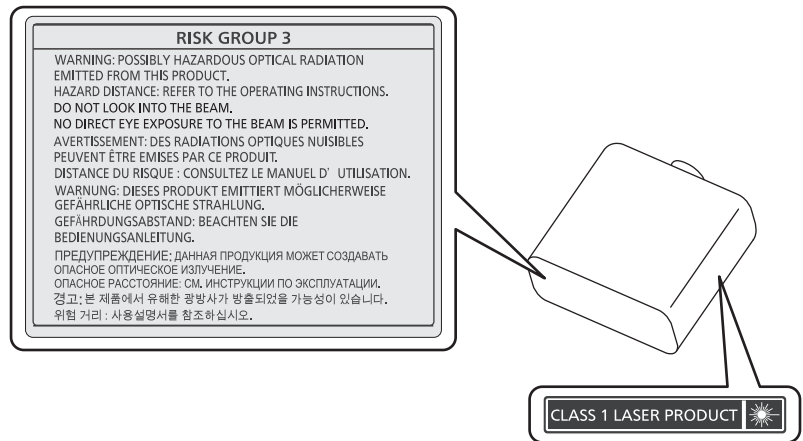 RISK GROUP 3
WARNING: POSSIBLY HAZARDOUS OPTICAL RADIATION
EMITTED FROM THIS PRODUCT.
HAZARD DISTANCE: REFER TO THE OPERATING INSTRUCTIONS.
DO NOT LOOK INTO THE BEAM.
NO DIRECT EYE EXPOSURE TO THE BEAM IS PERMITTED.
AVERTISSEMENT: DES RADIATIONS OPTIQUES NUISIBLES
PEUVENT ÊTRE EMISES PAR CE PRODUIT.
DISTANCE DU RISQUE : CONSULTEZ LE MANUEL D’ UTILISATION.
WARNUNG: DIESES PRODUKT EMITTIERT MÖGLICHERWEISE
GEFÄHRLICHE OPTISCHE STRAHLUNG.
GEFÄHRDUNGSABSTAND: BEACHTEN SIE DIE
BEDIENUNGSANLEITUNG.
ПРЕДУПРЕЖДЕНИЕ: ДАННАЯ ПРОДУКЦИЯ МОЖЕТ СОЗДАВАТЬ
ОПАСНОЕ ОПТИЧЕСКОЕ ИЗЛУЧЕНИЕ.
ОПАСНОЕ РАССТОЯНИЕ: СМ. ИНСТРУКЦИИ ПО ЭКСПЛУАТАЦИИ.
경고: 본 제품에서 유해한 광방사가 방출되었을 가능성이 있습니다.
위험 거리 : 사용설명서를 참조하십시오.
CLASS 1 LASER PRODUCT